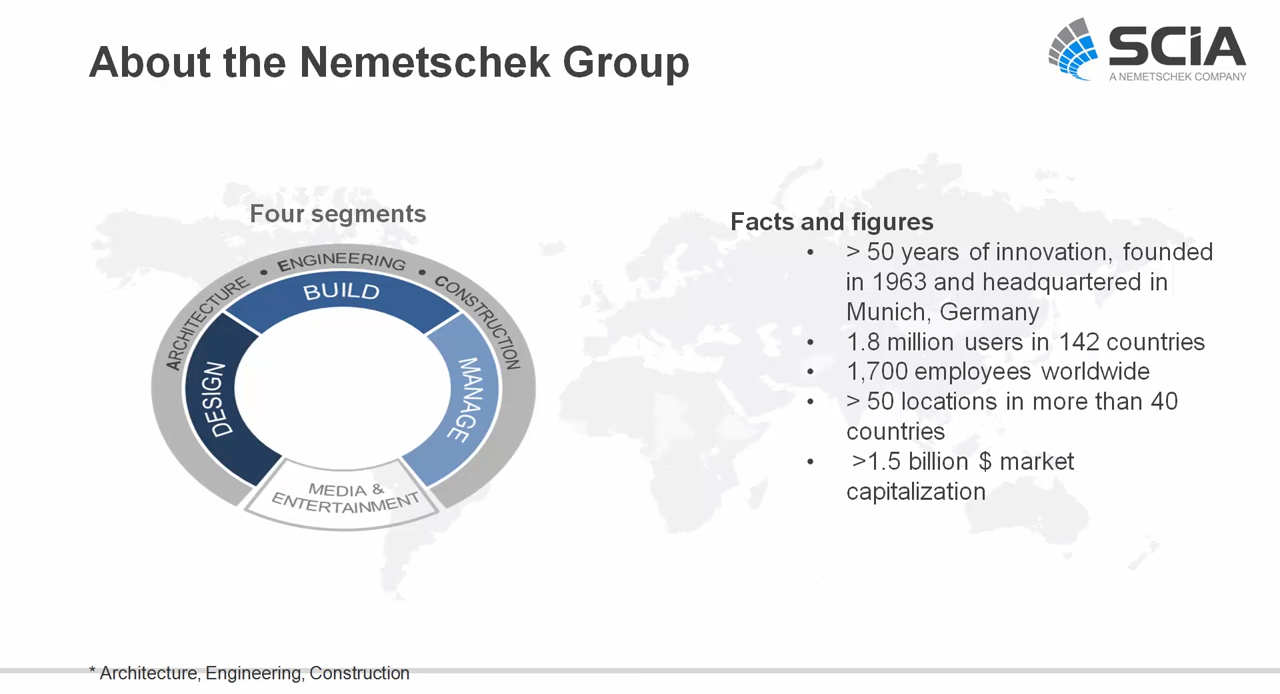 About the Nemetschek Group
SCiA
A NEMETSCHEK COMPANY
Four segments
ARCHITECTURE • ENGINEERING • CONSTRUCTION
BUILD
DESIGN
MANAGE
MEDIA &
ENTERTAINMENT
Facts and figures
• > 50 years of innovation, founded
in 1963 and headquartered in
Munich, Germany
• 1.8 million users in 142 countries
• 1,700 employees worldwide
• > 50 locations in more than 40
countries
• >1.5 billion $ market
capitalization
* Architecture, Engineering, Construction